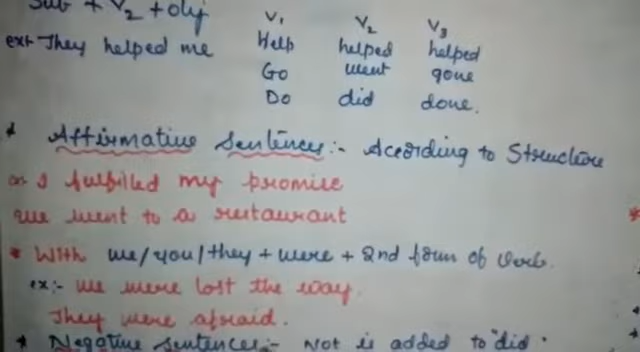 Sub + V2 + obj V1 V2 V3
ex:- They helped me Help helped helped
Go went gone
Do did done.
* Affirmative Sentences:- According to Structure
as I fulfilled my promise
we went to a restaurant
* With we/you/they + were + 2nd form of verb.
ex:- We were lost the way.
They were afraid.
* Negative Sentences:- Not is added to "did"